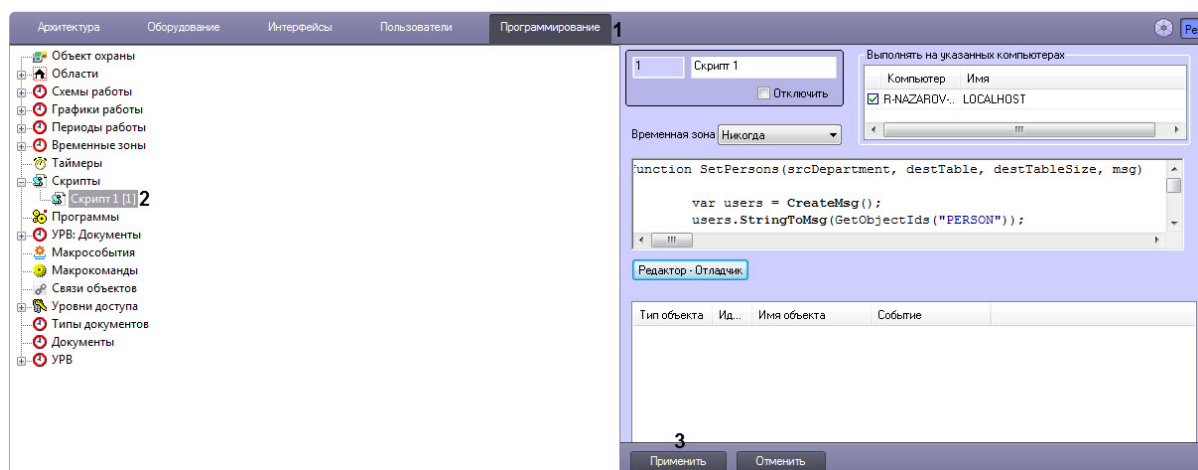 Архитектура Оборудование Интерфейсы Пользователи Программирование 1
Объект охраны
Области
Схемы работы
Графики работы
Периоды работы
Временные зоны
Таймеры
Скрипты
Скрипт 1 [1] 2
Программы
УРВ: Документы
Макрособытия
Макрокоманды
Связи объектов
Уровни доступа
Типы документов
Документы
УРВ
1 Скрипт 1
Отключить
Выполнять на указанных компьютерах
Компьютер Имя
R-NAZAROV-.. LOCALHOST
Временная зона Никогда
function SetPersons(srcDepartment, destTable, destTableSize, msg)
var users = CreateMsg();
users.StringToMsg(GetObjectIds("PERSON"));
Редактор - Отладчик
Тип объекта Ид... Имя объекта Событие
3
Применить Отменить